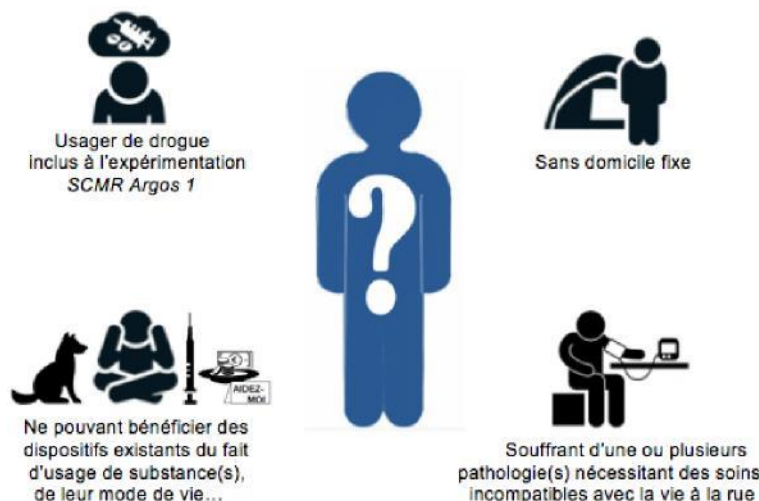 Usager de drogue
inclus à l'expérimentation
SCMR Argos 1
Sans domicile fixe
?
AIDEZ-
MOI
Ne pouvant bénéficier des
dispositifs existants du fait
d'usage de substance(s),
de leur mode de vie...
Souffrant d'une ou plusieurs
pathologie(s) nécessitant des soins
incompatibles avec la vie à la rue